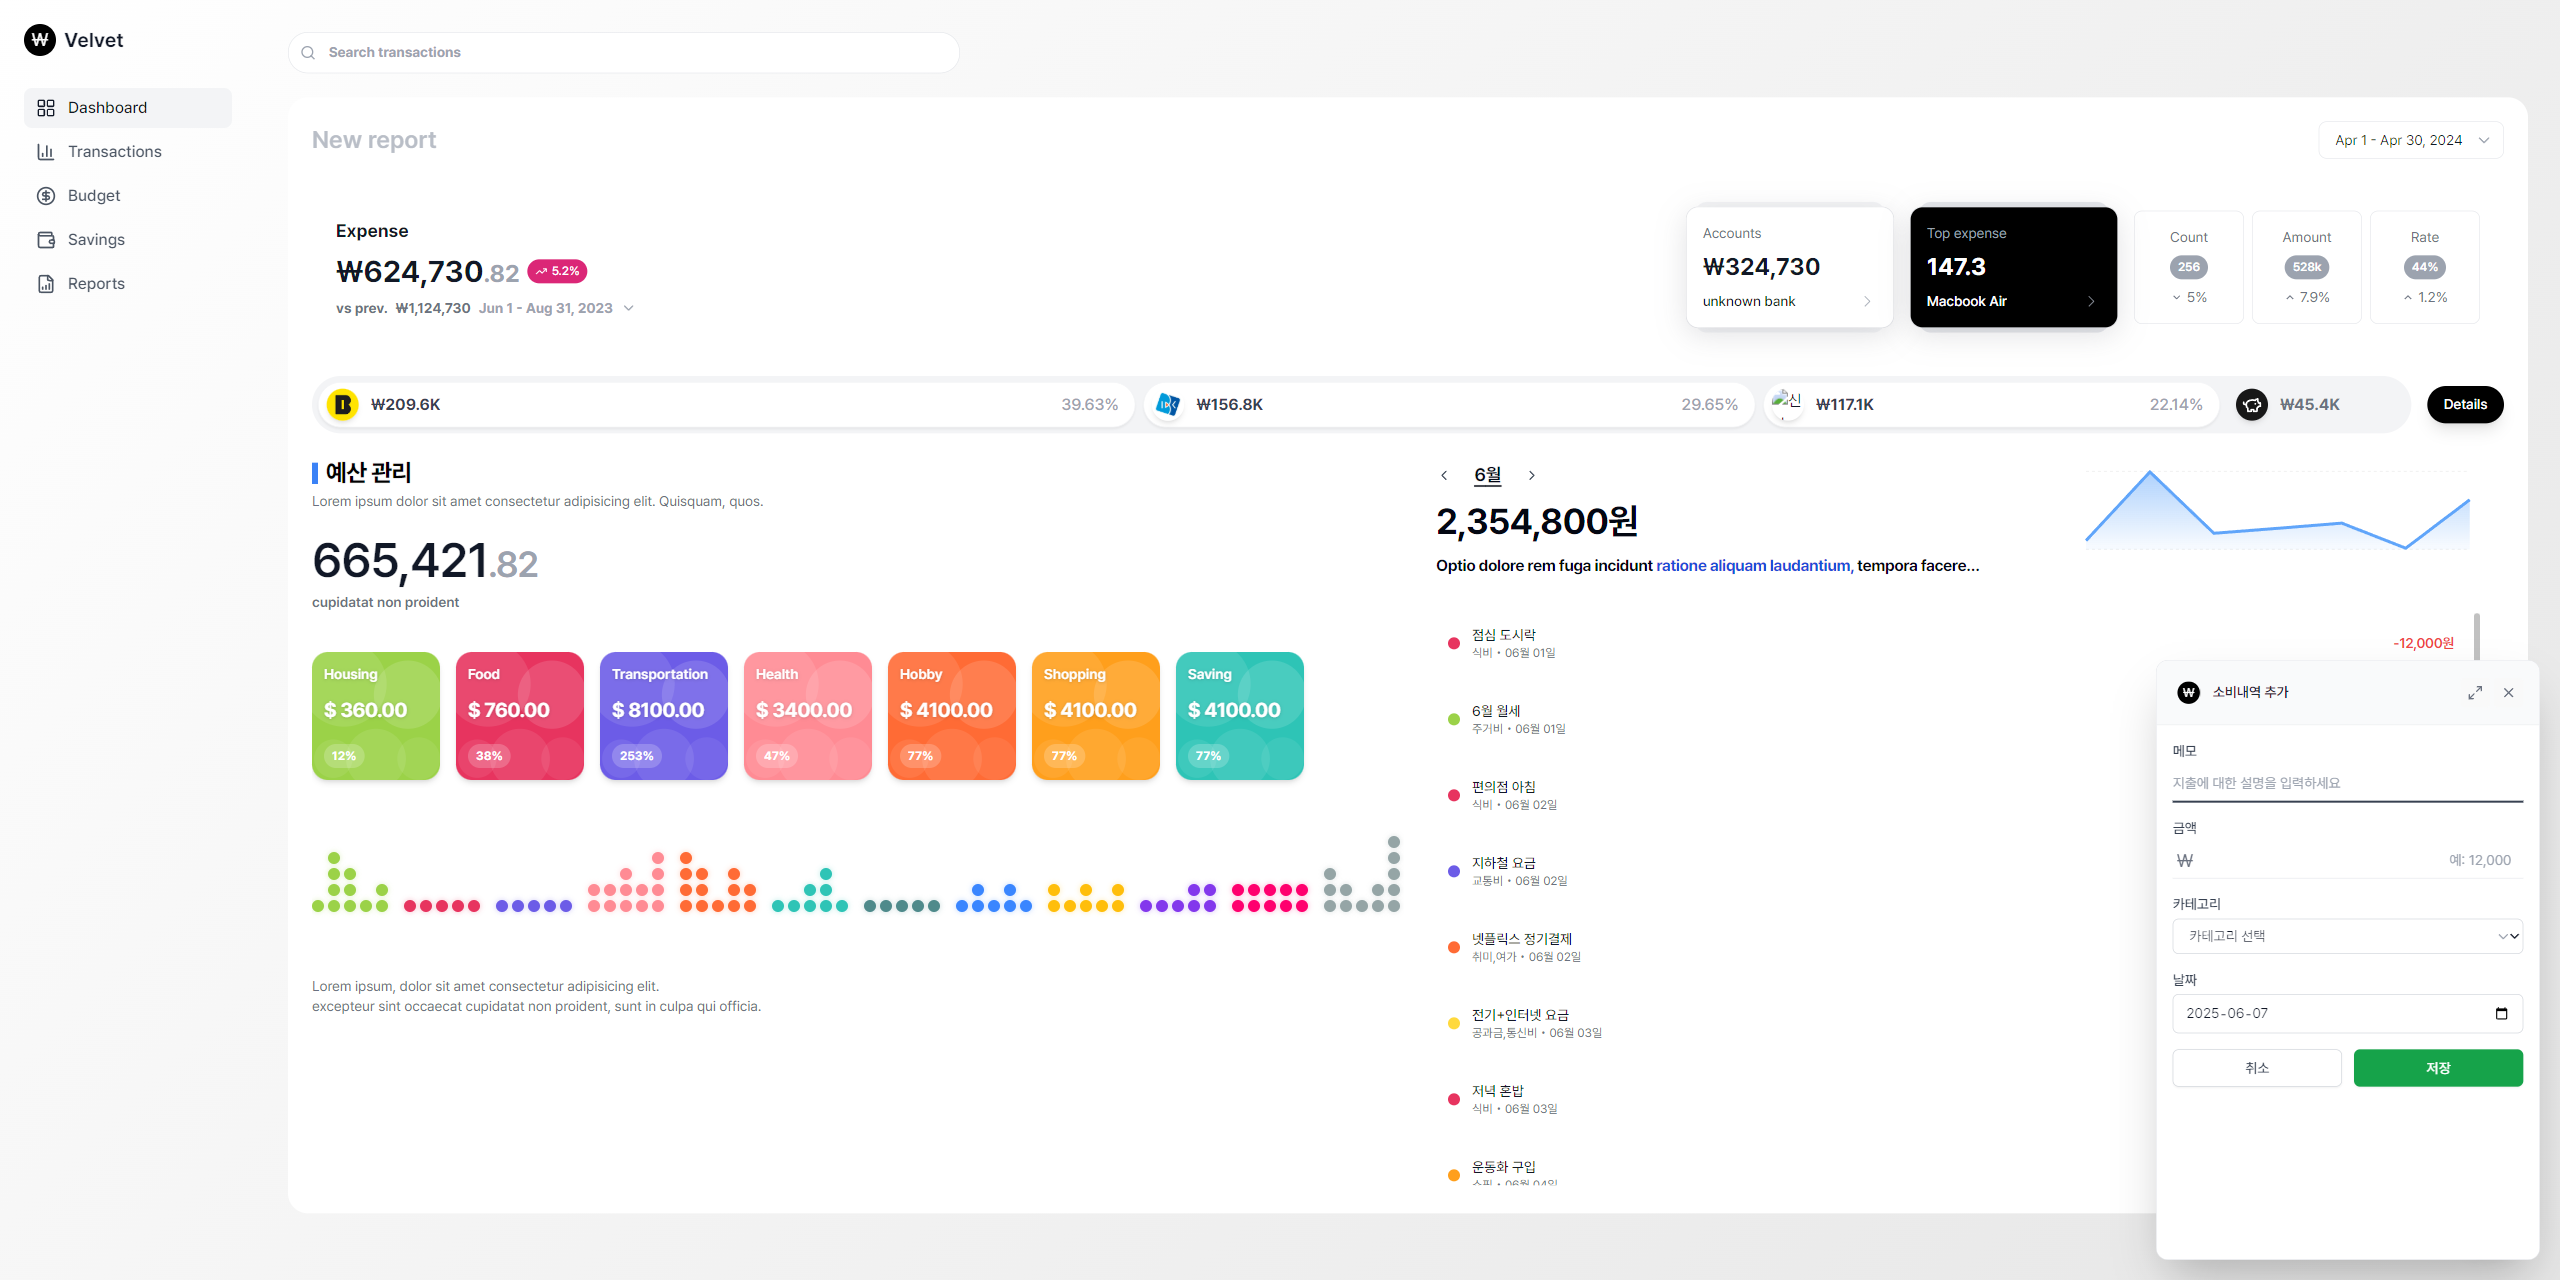 Velvet
Dashboard
Transactions
Budget
Savings
Reports
Search transactions
New report
Apr 1 - Apr 30, 2024
Expense
₩624,730.82 5.2%
vs prev. ₩1,124,730 Jun 1 - Aug 31, 2023
Accounts
₩324,730
unknown bank
Top expense
147.3
Macbook Air
Count
256
5%
Amount
528k
7.9%
Rate
44%
1.2%
₩209.6K 39.63%
₩156.8K 29.65%
신 ₩117.1K 22.14%
₩45.4K
Details
예산 관리
Lorem ipsum dolor sit amet consectetur adipisicing elit. Quisquam, quos.
665,421.82
cupidatat non proident
Housing
$ 360.00
12%
Food
$ 760.00
38%
Transportation
$ 8100.00
253%
Health
$ 3400.00
47%
Hobby
$ 4100.00
77%
Shopping
$ 4100.00
77%
Saving
$ 4100.00
77%
Lorem ipsum, dolor sit amet consectetur adipisicing elit.
excepteur sint occaecat cupidatat non proident, sunt in culpa qui officia.
6월
2,354,800원
Optio dolore rem fuga incidunt ratione aliquam laudantium, tempora facere...
점심 도시락
식비 • 06월 01일
-12,000원
6월 월세
주거비 • 06월 01일
편의점 아침
식비 • 06월 02일
지하철 요금
교통비 • 06월 02일
넷플릭스 정기결제
취미,여가 • 06월 02일
전기+인터넷 요금
공과금,통신비 • 06월 03일
저녁 혼밥
식비 • 06월 03일
운동화 구입
쇼핑 • 06월 04일
소비내역 추가
메모
지출에 대한 설명을 입력하세요
금액
₩ 예: 12,000
카테고리
카테고리 선택
날짜
2025-06-07
취소
저장